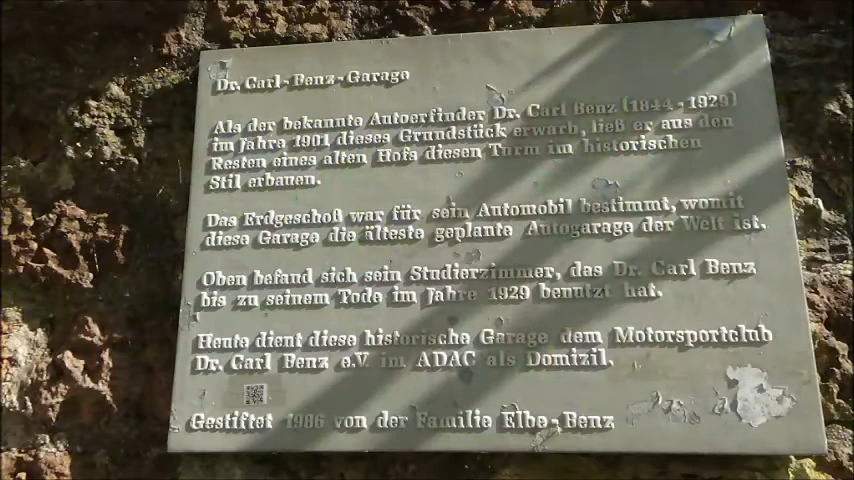 Dr. Carl-Benz-Garage
Als der bekannte Autoerfinder Dr. Carl Benz (1844 - 1929)
im Jahre 1901 dieses Grundstück erwarb, ließ er aus den
Resten eines alten Hofs diesen Turm im historischen
Stil erbauen.
Das Erdgeschoß war für sein Automobil bestimmt, womit
diese Garage die älteste geplante Autogarage der Welt ist.
Oben befand sich sein Studierzimmer, das Dr. Carl Benz
bis zu seinem Tode im Jahre 1929 benutzt hat.
Heute dient diese historische Garage dem Motorsportclub
Dr. Carl Benz e.V. im ADAC als Domizil.
Gestiftet 1986 von der Familie Elbe-Benz